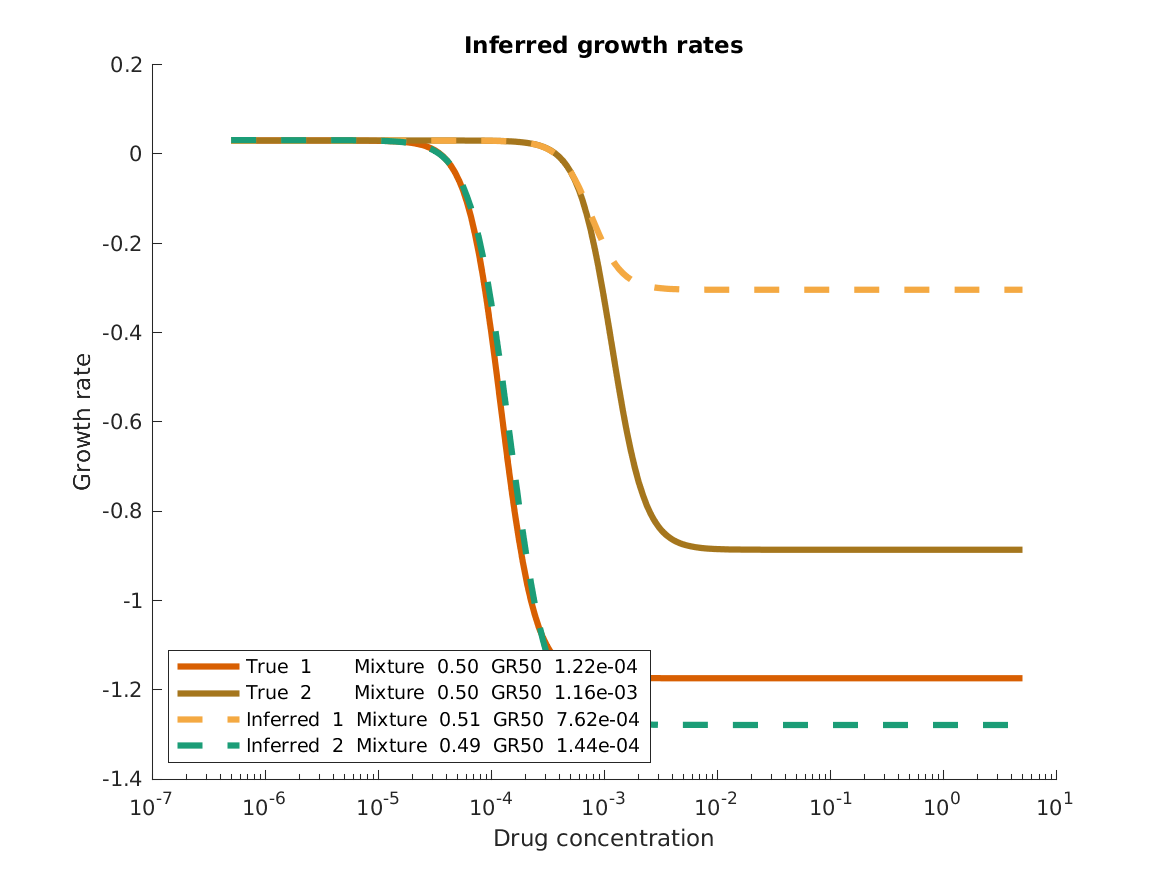 Inferred growth rates
0.2
0
-0.2
-0.4
-0.6
-0.8
-1
-1.2
-1.4
Growth rate
True 1 Mixture 0.50 GR50 1.22e-04
True 2 Mixture 0.50 GR50 1.16e-03
Inferred 1 Mixture 0.51 GR50 7.62e-04
Inferred 2 Mixture 0.49 GR50 1.44e-04
10^-7 10^-6 10^-5 10^-4 10^-3 10^-2 10^-1 10^0 10^1
Drug concentration